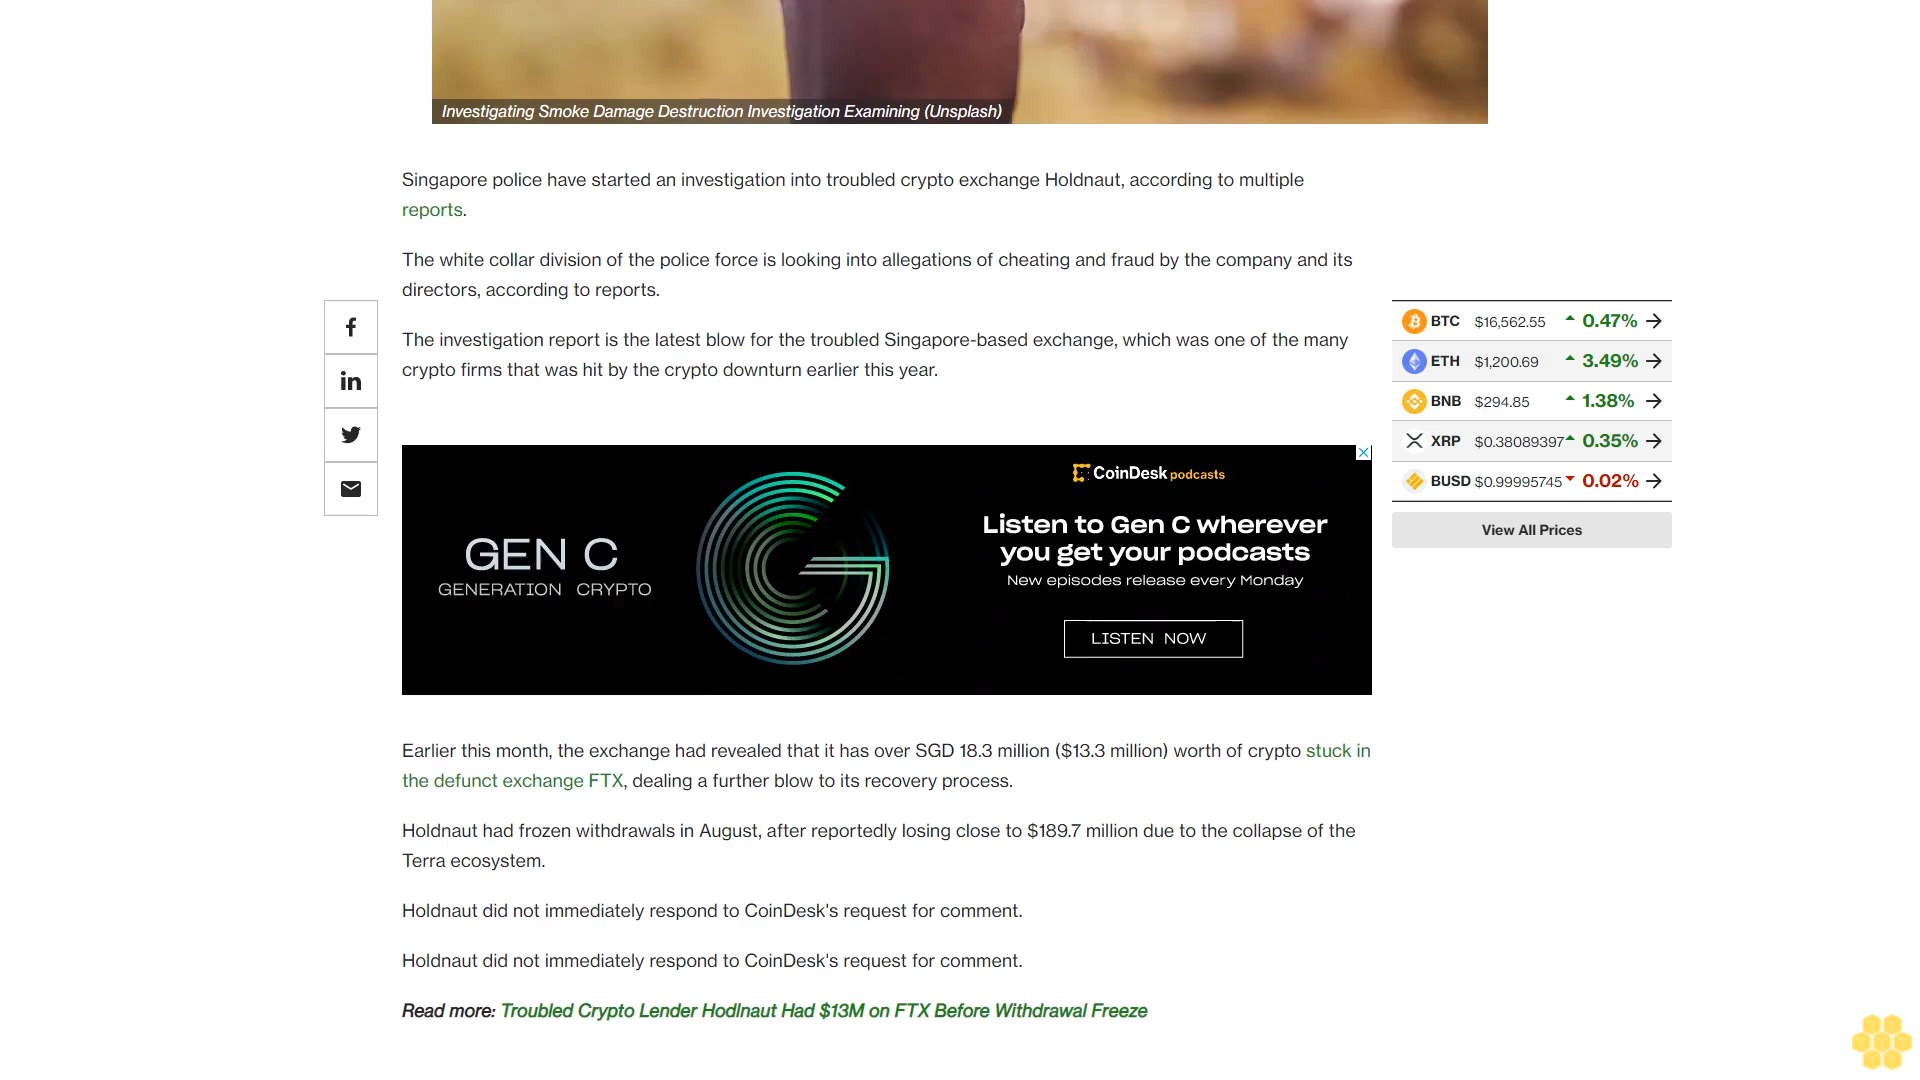 Investigating Smoke Damage Destruction Investigation Examining (Unsplash)
Singapore police have started an investigation into troubled crypto exchange Holdnaut, according to multiple
reports.
The white collar division of the police force is looking into allegations of cheating and fraud by the company and its
directors, according to reports.
The investigation report is the latest blow for the troubled Singapore-based exchange, which was one of the many
crypto firms that was hit by the crypto downturn earlier this year.
BTC $16,562.55 0.47%
ETH $1,200.69 3.49%
BNB $294.85 1.38%
XRP $0.38089397 0.35%
BUSD $0.99995745 0.02%
View All Prices
GEN C
GENERATION CRYPTO
CoinDesk podcasts
Listen to Gen C wherever
you get your podcasts
New episodes release every Monday
LISTEN NOW
Earlier this month, the exchange had revealed that it has over SGD 18.3 million ($13.3 million) worth of crypto stuck in
the defunct exchange FTX, dealing a further blow to its recovery process.
Holdnaut had frozen withdrawals in August, after reportedly losing close to $189.7 million due to the collapse of the
Terra ecosystem.
Holdnaut did not immediately respond to CoinDesk's request for comment.
Holdnaut did not immediately respond to CoinDesk's request for comment.
Read more: Troubled Crypto Lender Hodlnaut Had $13M on FTX Before Withdrawal Freeze